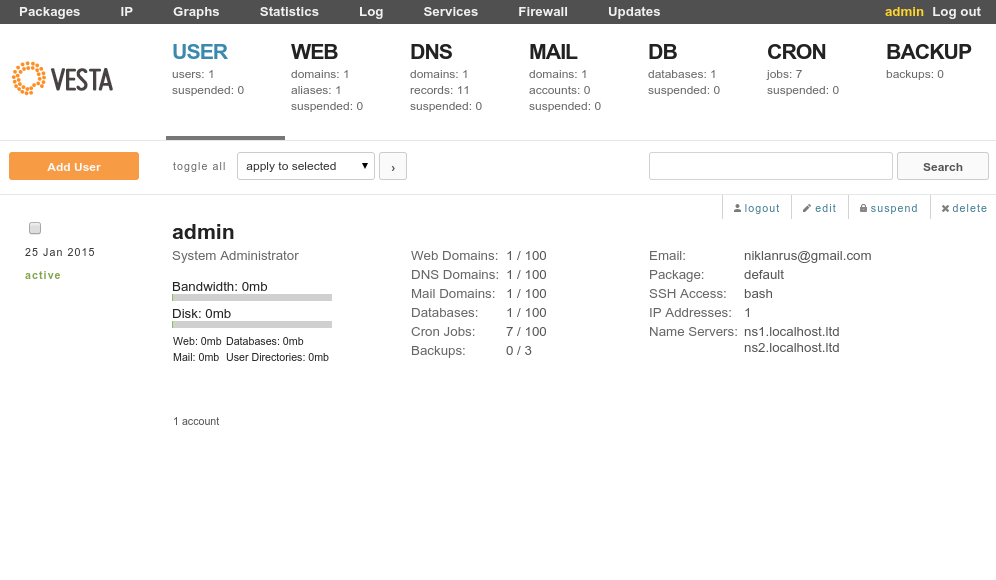 Packages IP Graphs Statistics Log Services Firewall Updates admin Log out
VESTA
USER WEB DNS MAIL DB CRON BACKUP
users: 1 domains: 1 domains: 1 domains: 1 databases: 1 jobs: 7 backups: 0
suspended: 0 aliases: 1 records: 11 accounts: 0 suspended: 0 suspended: 0
suspended: 0 suspended: 0 suspended: 0
Add User toggle all apply to selected › Search
logout edit suspend delete
25 Jan 2015
active
admin
System Administrator
Bandwidth: 0mb
Disk: 0mb
Web: 0mb Databases: 0mb
Mail: 0mb User Directories: 0mb
Web Domains: 1 / 100
DNS Domains: 1 / 100
Mail Domains: 1 / 100
Databases: 1 / 100
Cron Jobs: 7 / 100
Backups: 0 / 3
Email: niklanrus@gmail.com
Package: default
SSH Access: bash
IP Addresses: 1
Name Servers: ns1.localhost.ltd
ns2.localhost.ltd
1 account